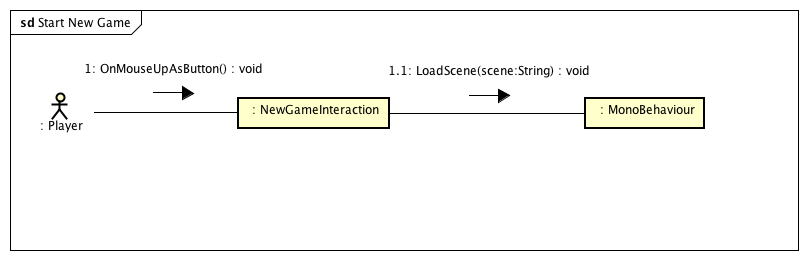 sd Start New Game
1: OnMouseUpAsButton() : void
1.1: LoadScene(scene:String) : void
: Player
: NewGameInteraction
: MonoBehaviour